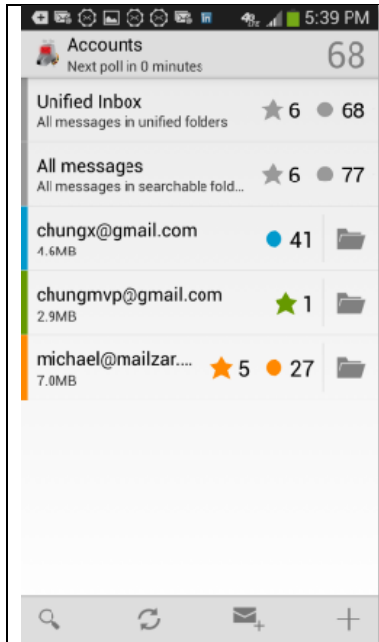 5:39 PM
Accounts
Next poll in 0 minutes
68
Unified Inbox
All messages in unified folders
6
68
All messages
All messages in searchable fold...
6
77
chungx@gmail.com
4.6MB
41
chungmvp@gmail.com
2.9MB
1
michael@mailzar....
7.0MB
5
27